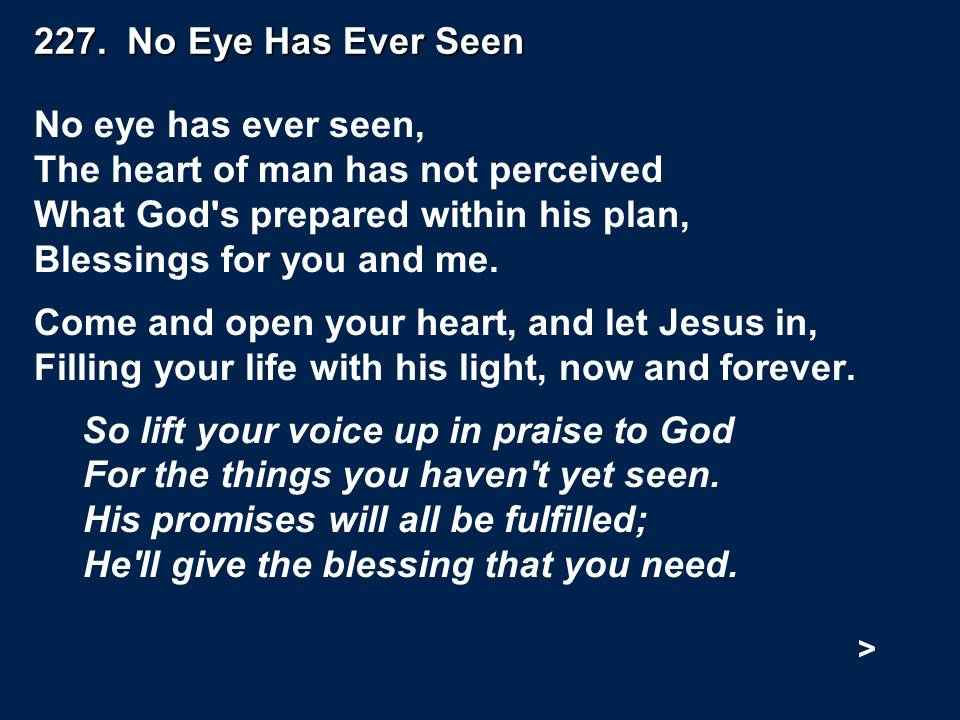 227.  No Eye Has Ever Seen
No eye has ever seen,
The heart of man has not perceived
What God's prepared within his plan,
Blessings for you and me.
Come and open your heart, and let Jesus in,
Filling your life with his light, now and forever.
So lift your voice up in praise to God
For the things you haven't yet seen.
His promises will all be fulfilled;
He'll give the blessing that you need.
>